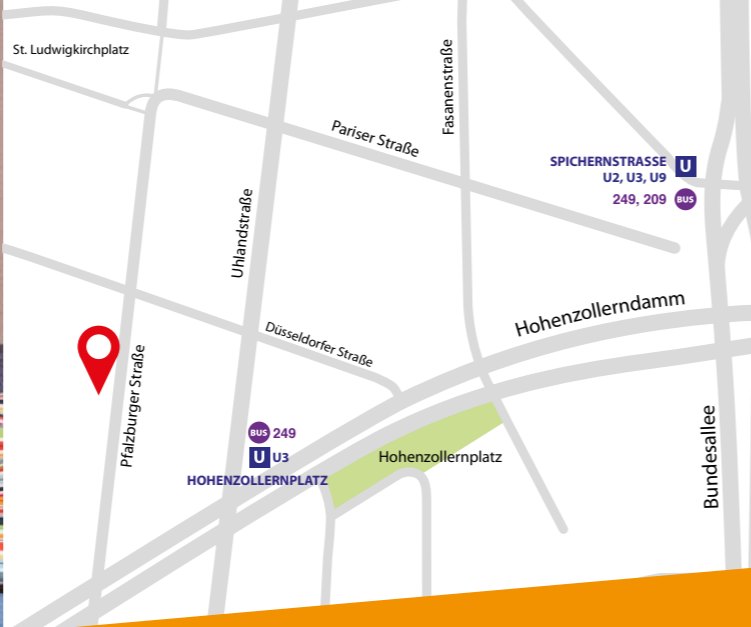 St. Ludwigkirchplatz
Fasanenstraße
Pariser Straße
SPICHERNSTRASSE U
U2, U3, U9
249, 209 BUS
Uhlandstraße
Hohenzollerndamm
Düsseldorfer Straße
Pfalzburger Straße
BUS 249
U U3
HOHENZOLLERNPLATZ
Hohenzollernplatz
Bundesallee